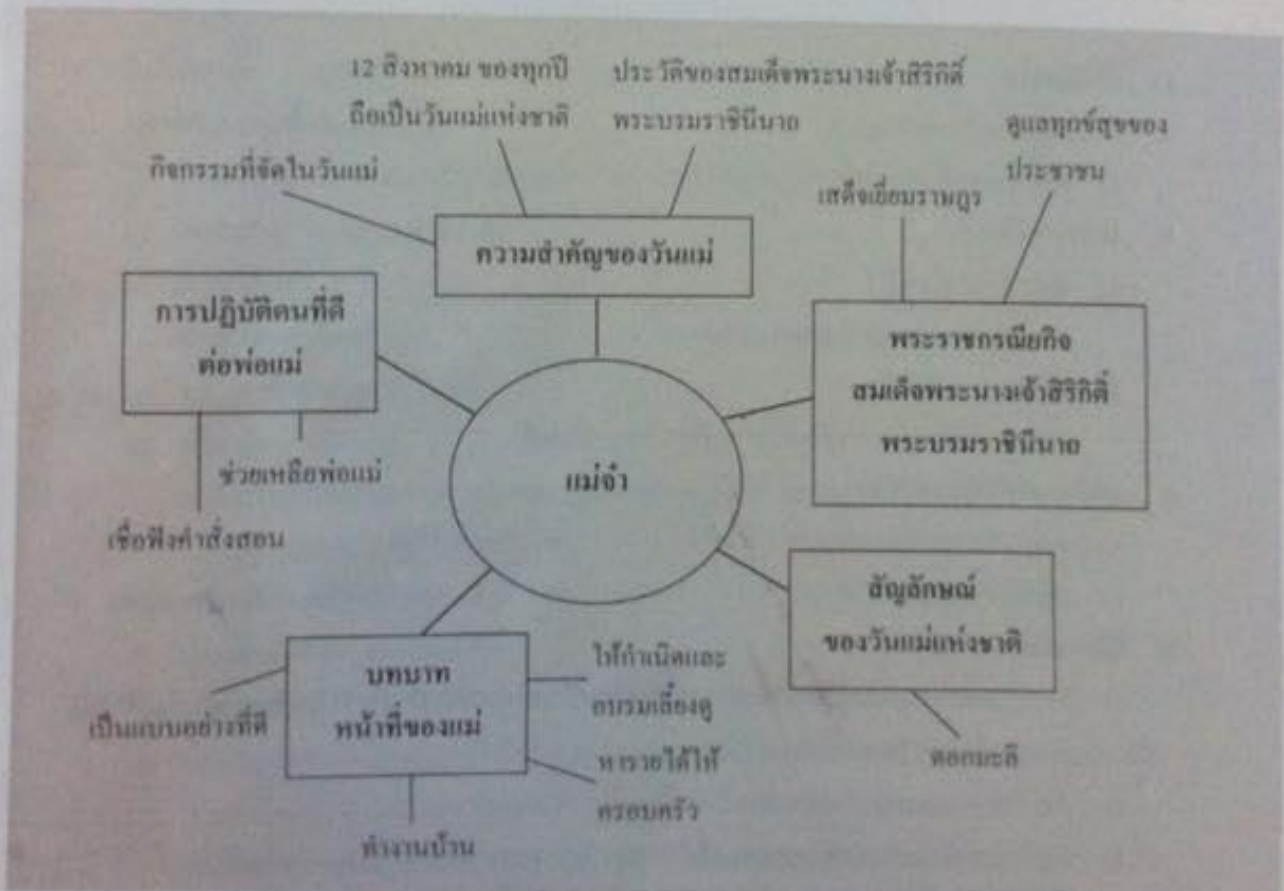 12 สิงหาคม ของทุกปี
ถือเป็นวันแม่แห่งชาติ
ประวัติของสมเด็จพระนางเจ้าสิริกิติ์
พระบรมราชินีนาถ
ดูแลทุกข์สุขของ
ประชาชน
กิจกรรมที่จัดในวันแม่
เสด็จเยี่ยมราษฎร
ความสำคัญของวันแม่
การปฏิบัติตนที่ดี
ต่อพ่อแม่
พระราชกรณียกิจ
สมเด็จพระนางเจ้าสิริกิติ์
พระบรมราชินีนาถ
ช่วยเหลือพ่อแม่
แม่จ๋า
เชื่อฟังคำสั่งสอน
สัญลักษณ์
ของวันแม่แห่งชาติ
บทบาท
หน้าที่ของแม่
ให้กำเนิดและ
อบรมเลี้ยงดู
เป็นแบบอย่างที่ดี
หารายได้ให้
ครอบครัว
ดอกมะลิ
ทำงานบ้าน